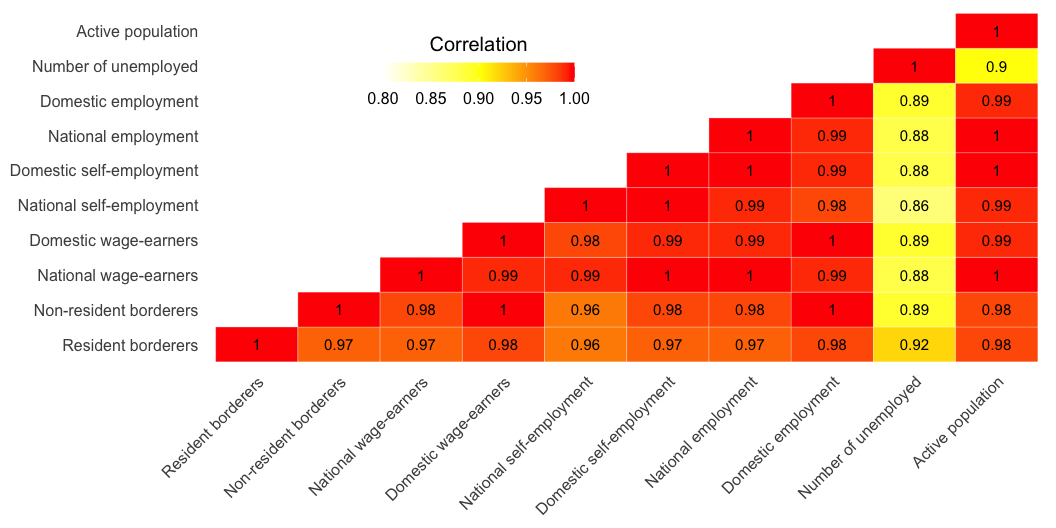 Correlation
0.80 0.85 0.90 0.95 1.00
Active population 1
Number of unemployed 1 0.9
Domestic employment 1 0.89 0.99
National employment 1 0.99 0.88 1
Domestic self-employment 1 1 0.99 0.88 1
National self-employment 1 1 0.99 0.98 0.86 0.99
Domestic wage-earners 1 0.98 0.99 0.99 1 0.89 0.99
National wage-earners 1 0.99 0.99 1 1 0.99 0.88 1
Non-resident borderers 1 0.98 1 0.96 0.98 0.98 1 0.89 0.98
Resident borderers 1 0.97 0.97 0.98 0.96 0.97 0.97 0.98 0.92 0.98
Resident borderers
Non-resident borderers
National wage-earners
Domestic wage-earners
National self-employment
Domestic self-employment
National employment
Domestic employment
Number of unemployed
Active population